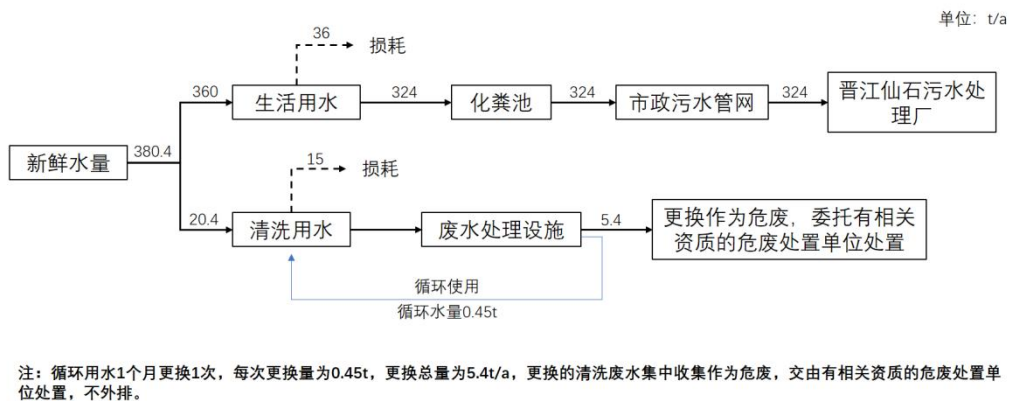 单位：t/a
36
损耗
360
生活用水
324
化粪池
324
市政污水管网
324
晋江仙石污水处
理厂
新鲜水量
380.4
15
损耗
20.4
清洗用水
废水处理设施
5.4
更换作为危废，委托有相关
资质的危废处置单位处置
循环使用
循环水量0.45t
注：循环用水1个月更换1次，每次更换量为0.45t，更换总量为5.4t/a，更换的清洗废水集中收集作为危废，交由有相关资质的危废处置单
位处置，不外排。